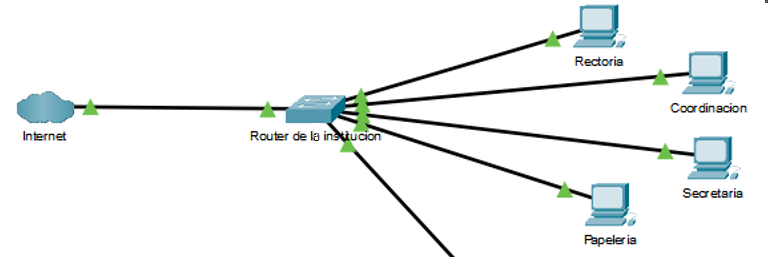 Rectoria
Coordinacion
Internet
Router de la institucion
Secretaria
Papeleria